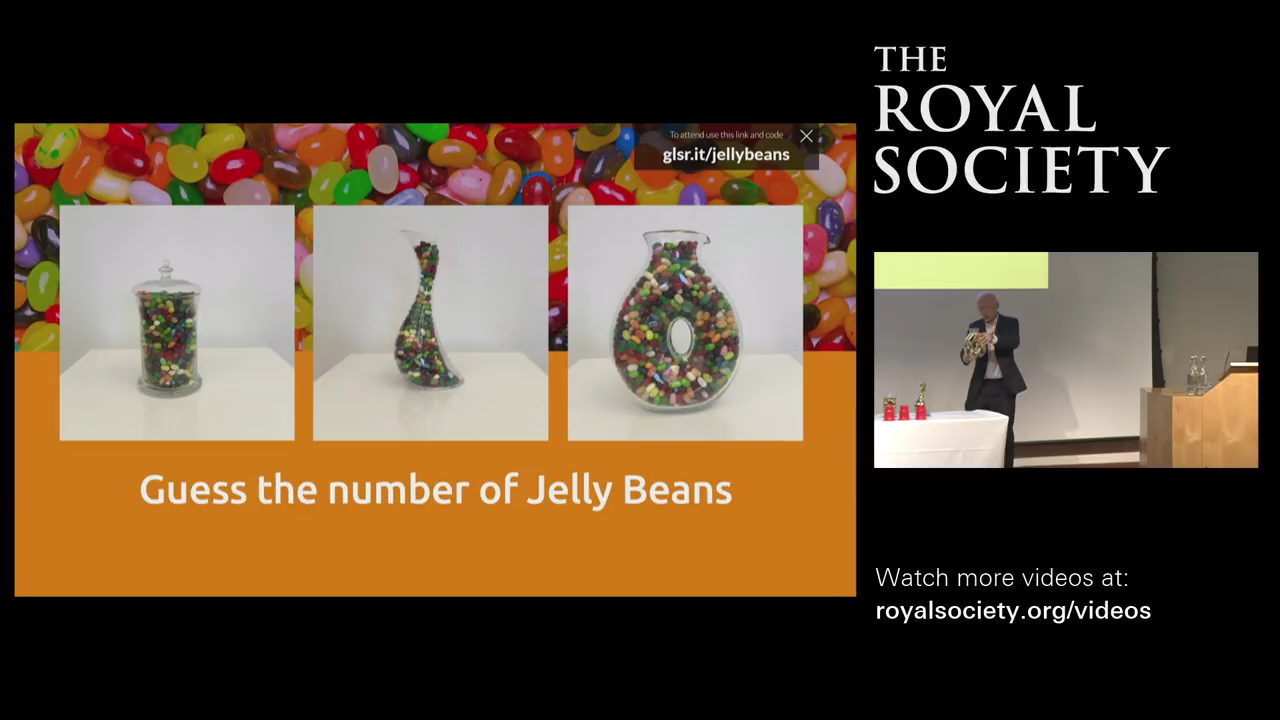 To attend use this link and code
glsr.it/jellybeans
Guess the number of Jelly Beans
THE
ROYAL
SOCIETY
Watch more videos at:
royalsociety.org/videos